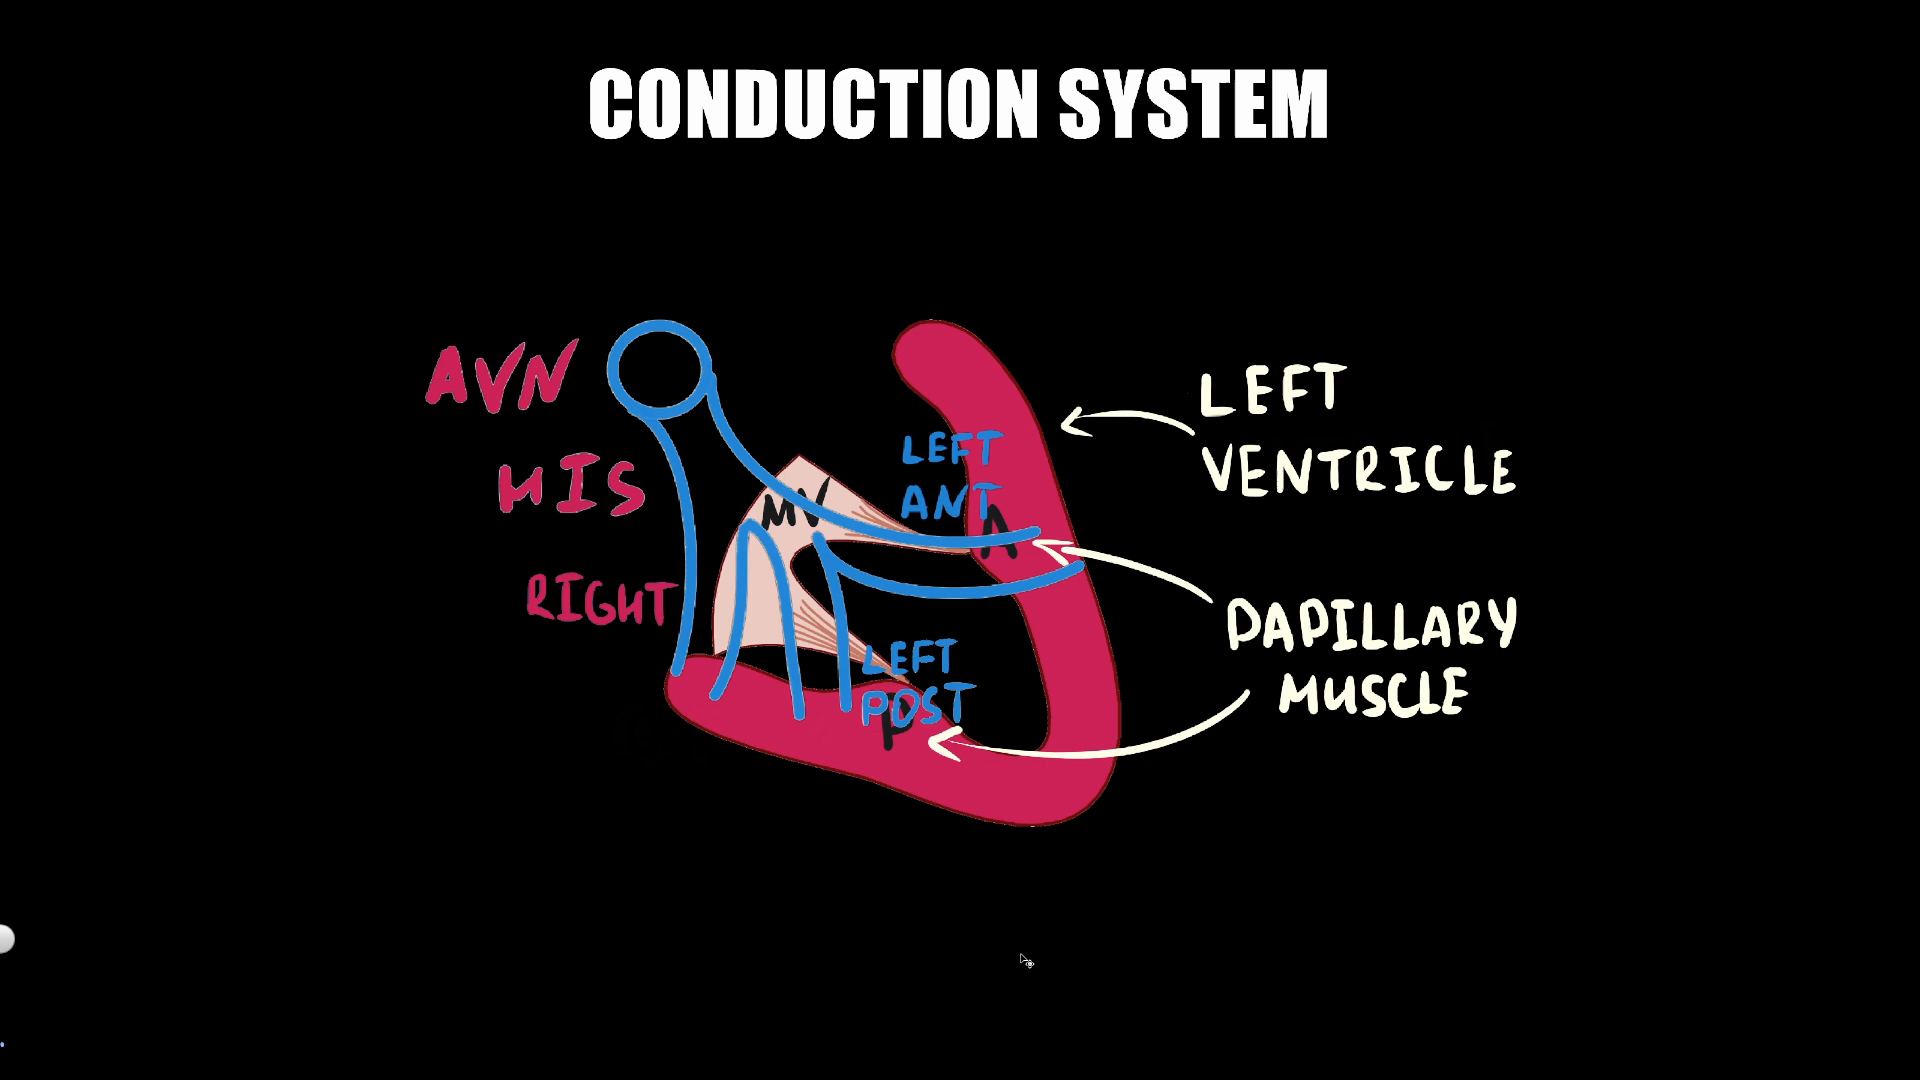 CONDUCTION SYSTEM
AVN
HIS
RIGHT
MV
LEFT
ANT
A
LEFT
POST
P
LEFT
VENTRICLE
PAPILLARY
MUSCLE